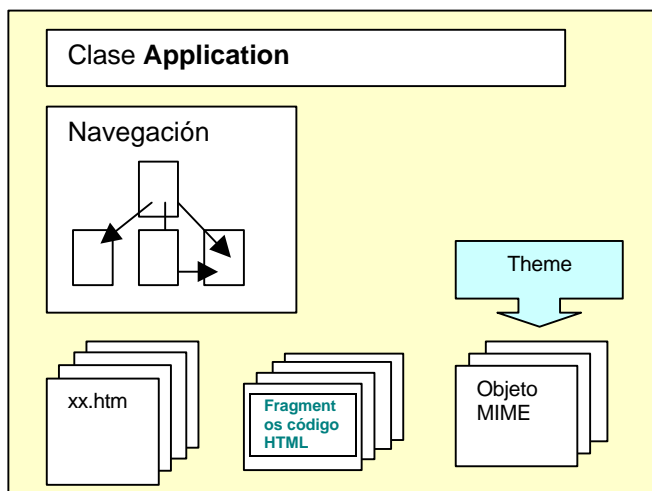 Clase Application
Navegación
Theme
xx.htm
Fragment
os código
HTML
Objeto
MIME